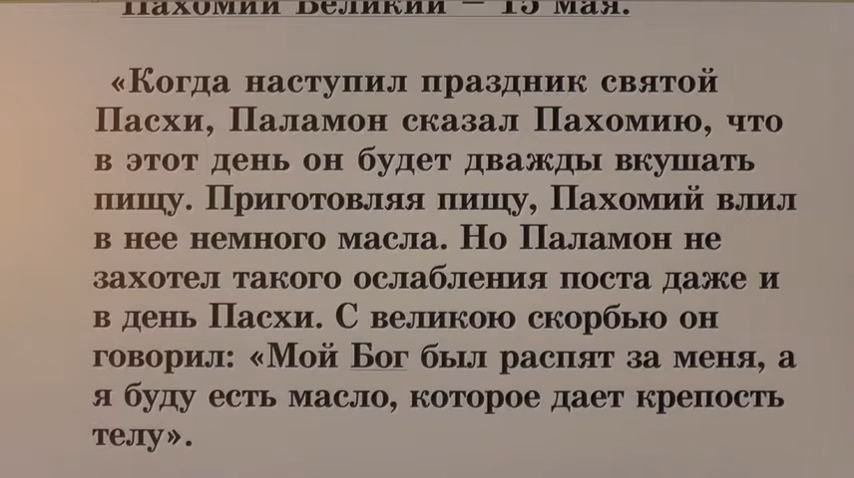 Пахомий Великий — 15 мая.
«Когда наступил праздник святой
Пасхи, Паламон сказал Пахомию, что
в этот день он будет дважды вкушать
пищу. Приготовляя пищу, Пахомий влил
в нее немного масла. Но Паламон не
захотел такого ослабления поста даже и
в день Пасхи. С великою скорбью он
говорил: «Мой Бог был распят за меня, а
я буду есть масло, которое дает крепость
телу».